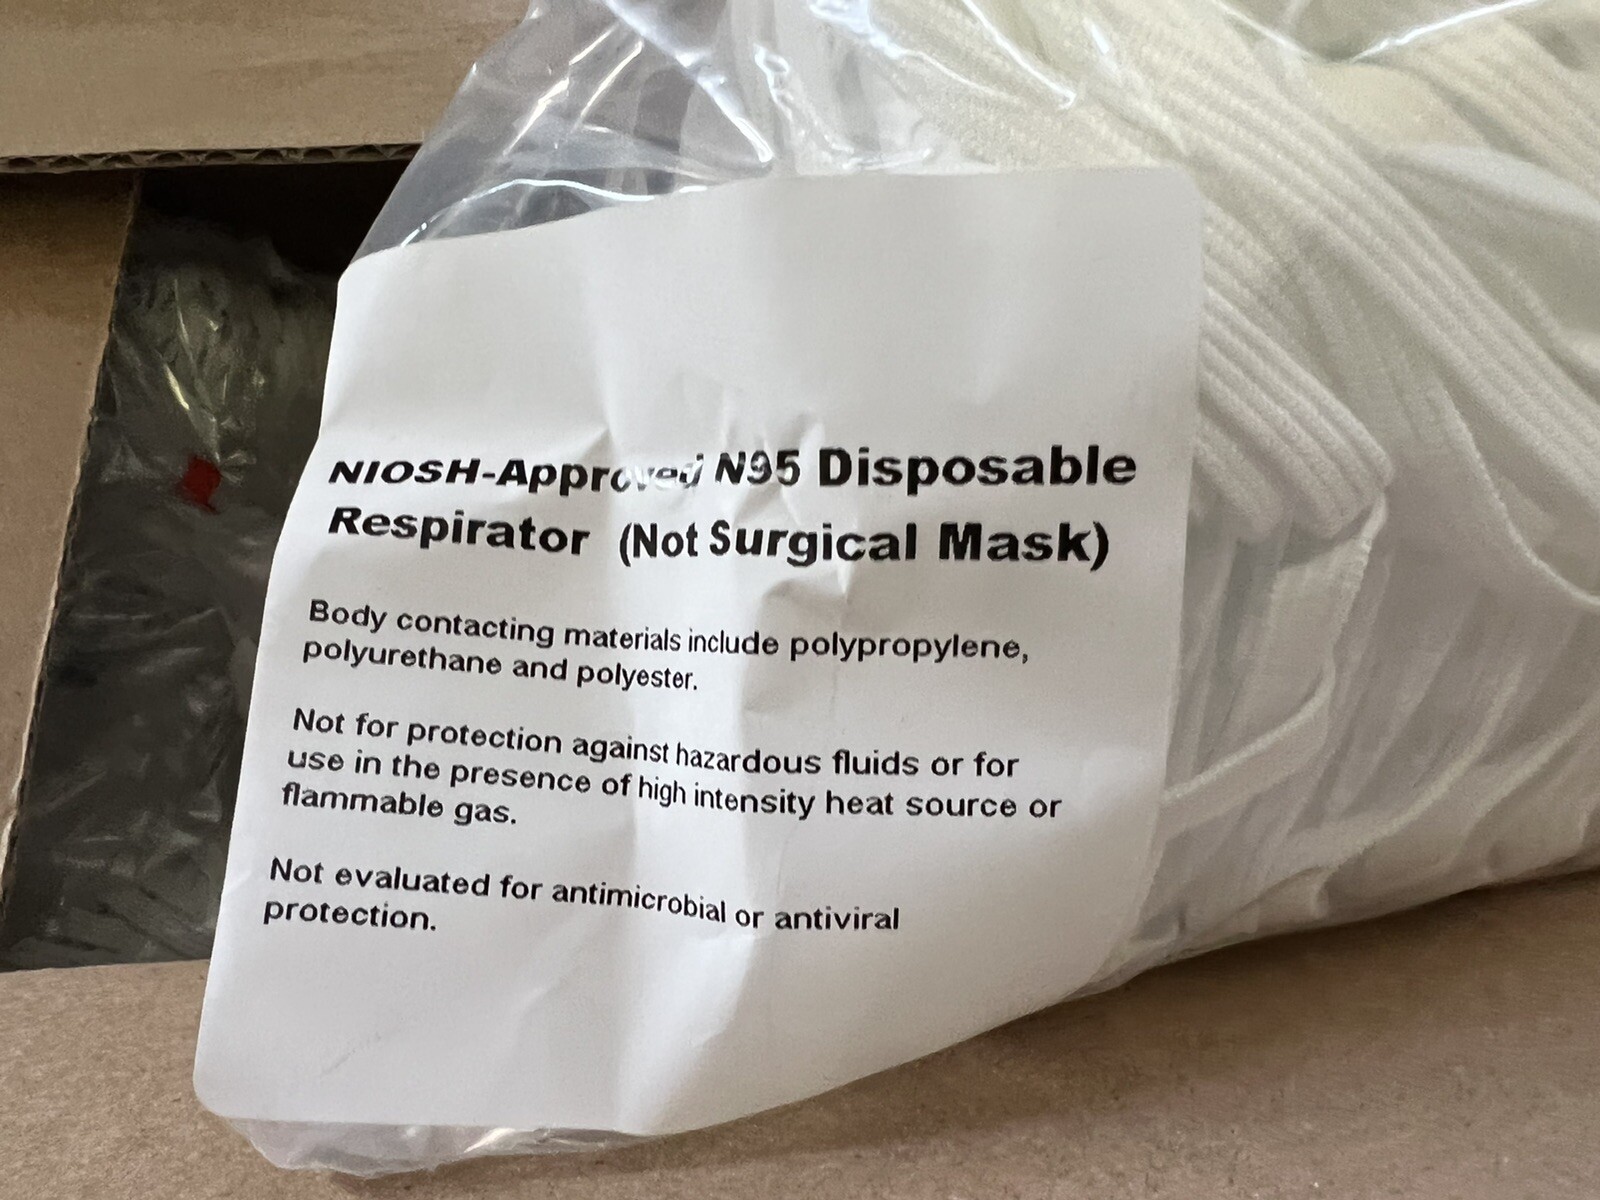 NIOSH-Approved N95 Disposable
Respirator (Not Surgical Mask)
Body contacting materials include polypropylene,
polyurethane and polyester.
Not for protection against hazardous fluids or for
use in the presence of high intensity heat source or
flammable gas.
Not evaluated for antimicrobial or antiviral
protection.